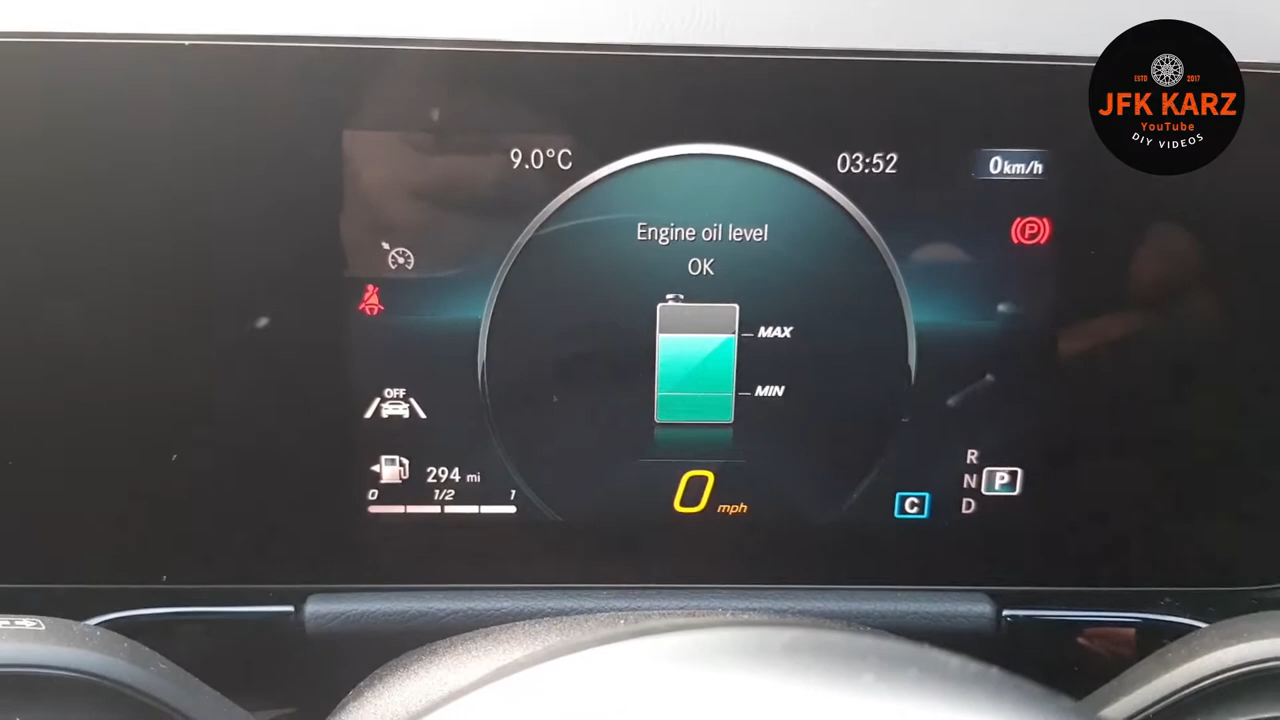 ESTD 2017
JFK KARZ
YouTube
DIY VIDEOS
9.0°C
03:52
0 km/h
Engine oil level
OK
MAX
MIN
OFF
294 mi
0 1/2 1
0 mph
C
R
N P
D